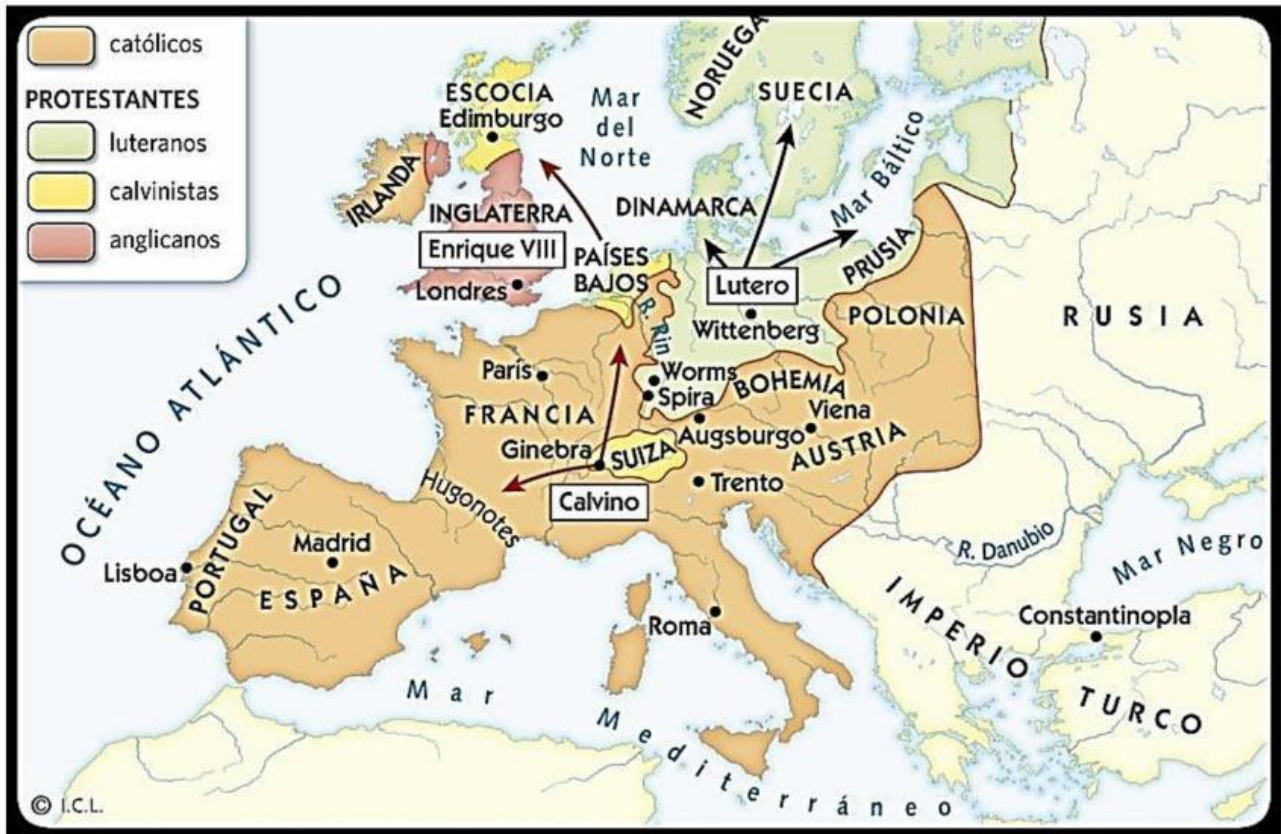 católicos
PROTESTANTES
luteranos
calvinistas
anglicanos
NORUEGA
SUECIA
ESCOCIA
Edimburgo
Mar
del
Norte
Mar Báltico
IRLANDA
DINAMARCA
INGLATERRA
Enrique VIII
PAÍSES
BAJOS
PRUSIA
Lutero
Londres
R. Rin
Wittenberg
POLONIA
RUSIA
OCÉANO ATLÁNTICO
París
Worms
BOHEMIA
Spira
FRANCIA
Viena
Augsburgo
Ginebra
SUIZA
AUSTRIA
Hugonotes
Calvino
Trento
PORTUGAL
Madrid
R. Danubio
Mar Negro
Lisboa
ESPAÑA
IMPERIO
TURCO
Constantinopla
Roma
Mar Mediterráneo
© I.C.L.